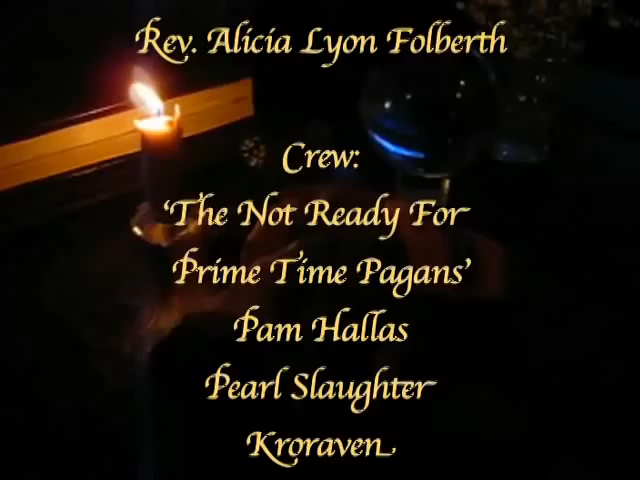 Rev. Alicia Lyon Folberth
Crew:
'The Not Ready For
Prime Time Pagans'
Pam Hallas
Pearl Slaughter
Kroraven